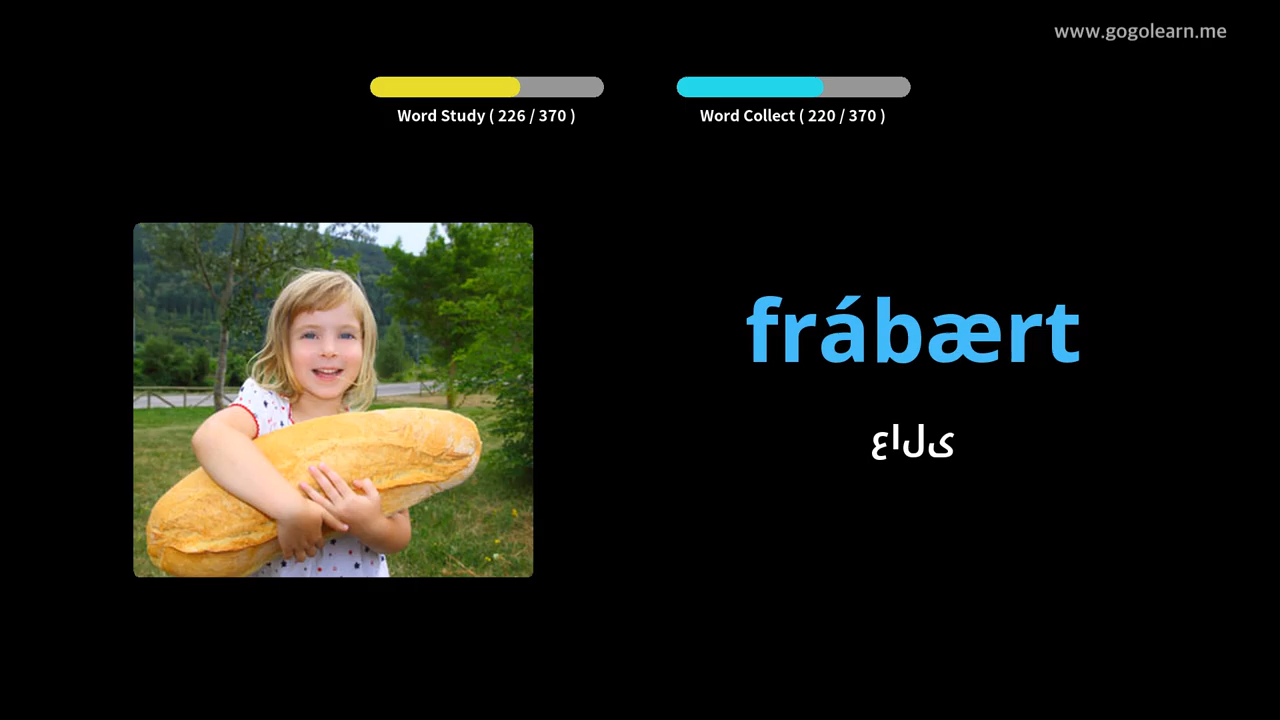 www.gogolearn.me
Word Study ( 226 / 370 )
Word Collect ( 220 / 370 )
frábært
عالی